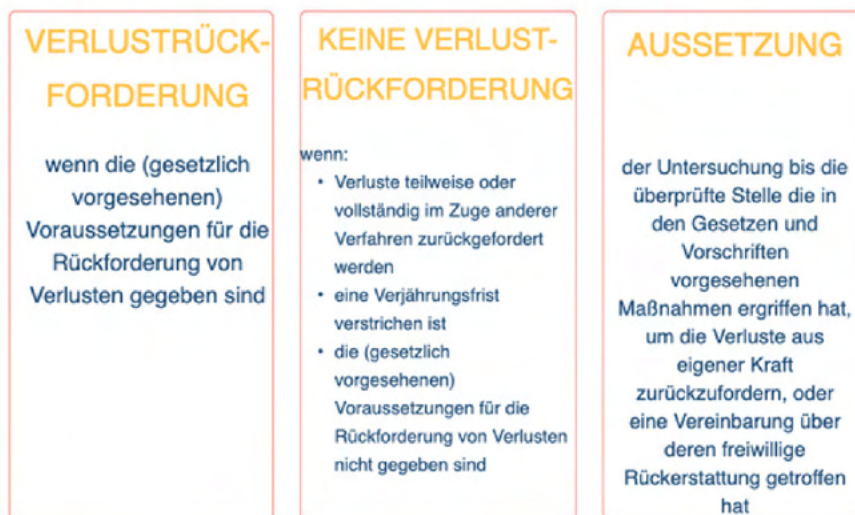 VERLUSTRÜCK-
FORDERUNG
wenn die (gesetzlich
vorgesehenen)
Voraussetzungen für die
Rückforderung von
Verlusten gegeben sind
KEINE VERLUST-
RÜCKFORDERUNG
wenn:
• Verluste teilweise oder
vollständig im Zuge anderer
Verfahren zurückgefordert
werden
• eine Verjährungsfrist
verstrichen ist
• die (gesetzlich
vorgesehenen)
Voraussetzungen für die
Rückforderung von Verlusten
nicht gegeben sind
AUSSETZUNG
der Untersuchung bis die
überprüfte Stelle die in
den Gesetzen und
Vorschriften
vorgesehenen
Maßnahmen ergriffen hat,
um die Verluste aus
eigener Kraft
zurückzufordern, oder
eine Vereinbarung über
deren freiwillige
Rückerstattung getroffen
hat